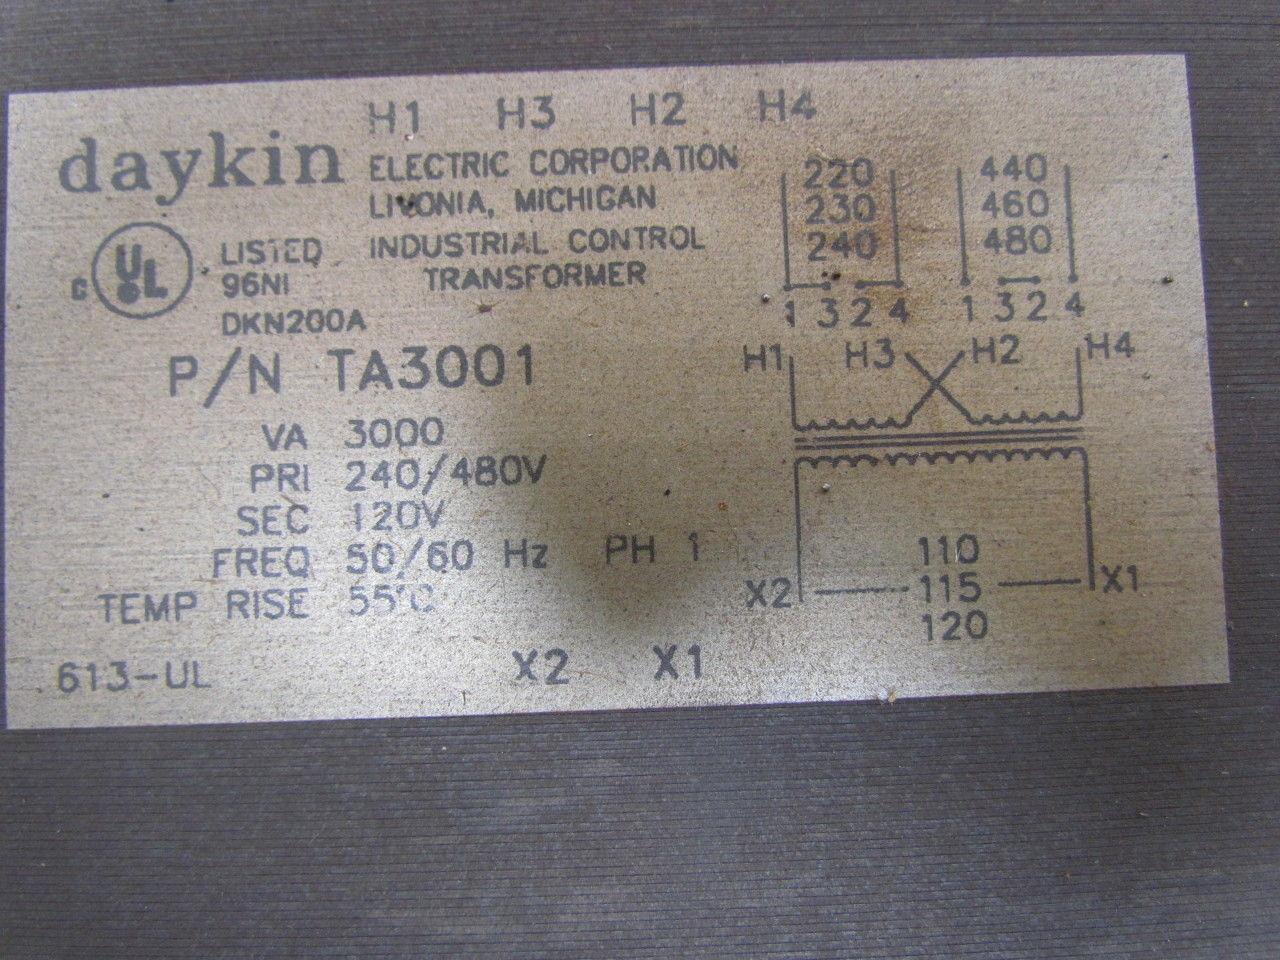 H1 H3 H2 H4
daykin ELECTRIC CORPORATION
LIVONIA, MICHIGAN
c UL LISTED INDUSTRIAL CONTROL
96NI TRANSFORMER
DKN200A
P/N TA3001
VA 3000
PRI 240/480V
SEC 120V
FREQ 50/60 Hz PH 1
TEMP RISE 55°C
613-UL X2 X1
220 440
230 460
240 480
1 3 2 4 1 3 2 4
H1 H3 H2 H4
110
X2 115 X1
120